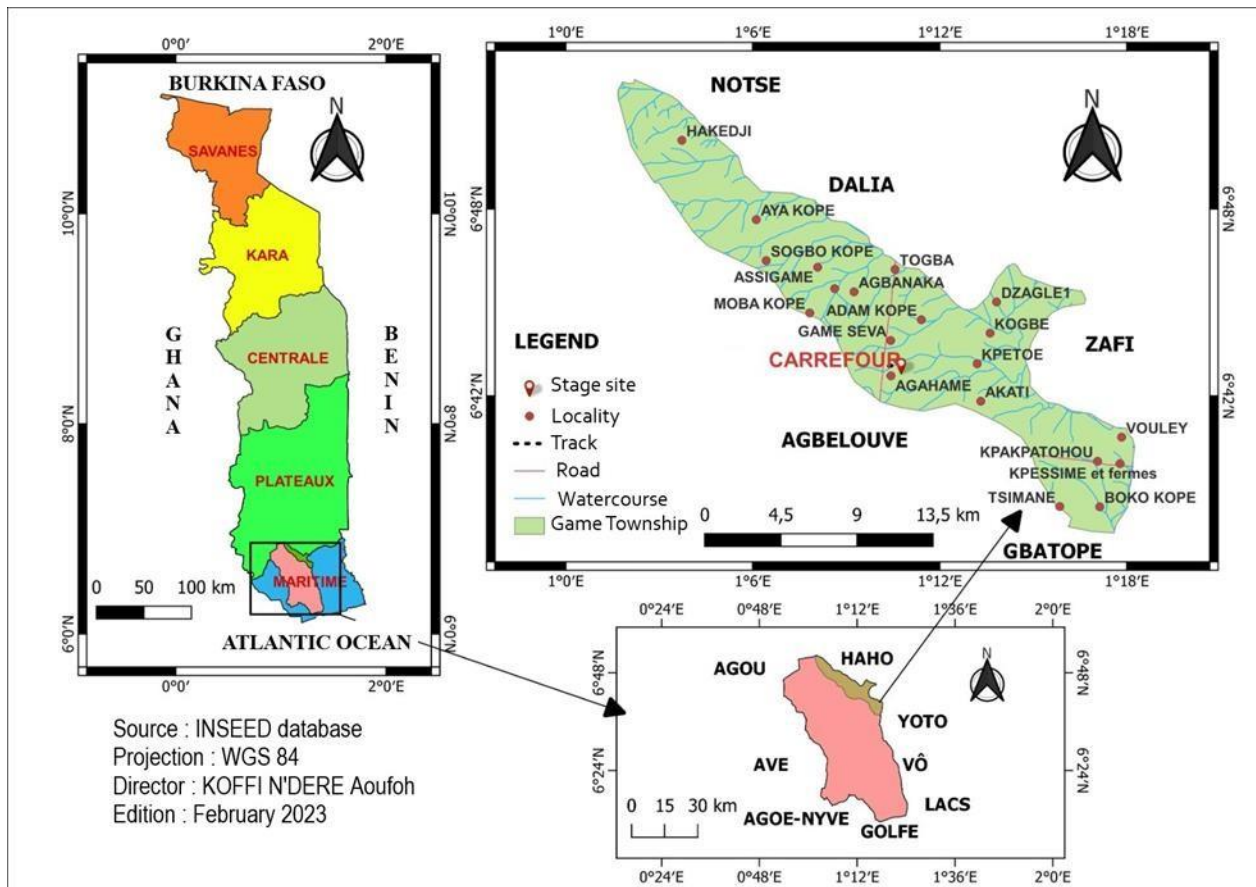 0°0'
2°0'E
BURKINA FASO
N
SAVANES
10°0'N
10°0'N
KARA
GHANA
BENIN
CENTRALE
8°0'N
8°0'N
PLATEAUX
MARITIME
0 50 100 km
6°0'N
6°0'N
ATLANTIC OCEAN
0°0'
2°0'E
Source : INSEED database
Projection : WGS 84
Director : KOFFI N'DERE Aoufoh
Edition : February 2023
1°0'E
1°6'E
1°12'E
1°18'E
NOTSE
N
HAKEDJI
DALIA
6°48'N
6°48'N
AYA KOPE
SOGBO KOPE
TOGBA
ASSIGAME
AGBANAKA
DZAGLE1
MOBA KOPE
ADAM KOPE
KOGBE
GAME SEVA
ZAFI
LEGEND
CARREFOUR
KPETOE
Stage site
AGAHAME
AKATI
6°42'N
6°42'N
Locality
AGBELOUVE
VOULEY
Track
KPAKPATOHOU
Road
KPESSIME et fermes
Watercourse
TSIMANE
BOKO KOPE
Game Township
0 4,5 9 13,5 km
GBATOPE
1°0'E
1°6'E
1°12'E
1°18'E
0°24'E
0°48'E
1°12'E
1°36'E
2°0'E
AGOU
HAHO
N
6°48'N
6°48'N
YOTO
AVE
VÔ
6°24'N
6°24'N
0 15 30 km
LACS
AGOE-NYVE
GOLFE
0°24'E
0°48'E
1°12'E
1°36'E
2°0'E